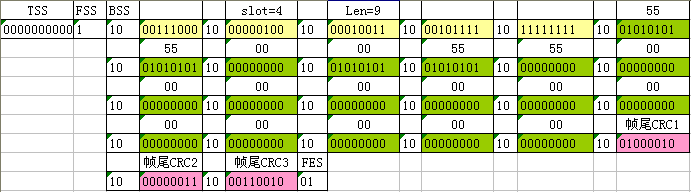 TSS FSS BSS slot=4 Len=9 55
0000000000 1 10 00111000 10 00000100 10 00010011 10 00101111 10 11111111 10 01010101
55 00 55 55 00 00
10 01010101 10 00000000 10 01010101 10 01010101 10 00000000 10 00000000
00 00 00 00 00 00
10 00000000 10 00000000 10 00000000 10 00000000 10 00000000 10 00000000
00 00 00 00 00 帧尾CRC1
10 00000000 10 00000000 10 00000000 10 00000000 10 00000000 10 01000010
帧尾CRC2 帧尾CRC3 FES
10 00000011 10 00110010 01